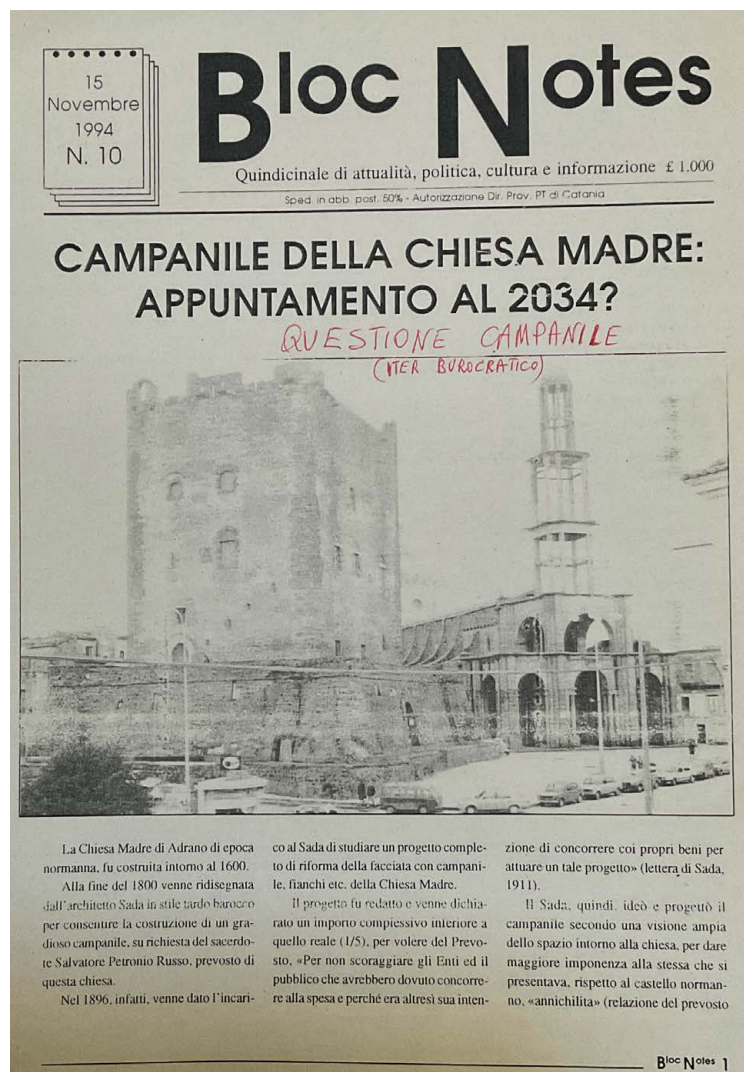 15
Novembre
1994
N. 10
Bloc Notes
Quindicinale di attualità, politica, cultura e informazione £ 1.000
Sped. in abb. post. 50% - Autorizzazione Dir. Prov. PT di Catania
CAMPANILE DELLA CHIESA MADRE:
APPUNTAMENTO AL 2034?
QUESTIONE CAMPANILE
(ITER BUROCRATICO)
La Chiesa Madre di Adrano di epoca
normanna, fu costruita intorno al 1600.
Alla fine del 1800 venne ridisegnata
dall'architetto Sada in stile tardo barocco
per consentire la costruzione di un gra-
dioso campanile, su richiesta del sacerdo-
te Salvatore Petronio Russo, prevosto di
questa chiesa.
Nel 1896, infatti, venne dato l'incari-
co al Sada di studiare un progetto comple-
to di riforma della facciata con campani-
le, fianchi etc. della Chiesa Madre.
Il progetto fu redatto e venne dichia-
rato un importo complessivo inferiore a
quello reale (1/5), per volere del Prevo-
sto, «Per non scoraggiare gli Enti ed il
pubblico che avrebbero dovuto concorre-
re alla spesa e perché era altresì sua inten-
zione di concorrere coi propri beni per
attuare un tale progetto» (lettera di Sada,
1911).
Il Sada, quindi, ideò e progettò il
campanile secondo una visione ampia
dello spazio intorno alla chiesa, per dare
maggiore imponenza alla stessa che si
presentava, rispetto al castello norman-
no, «annichilita» (relazione del prevosto
Bloc Notes 1